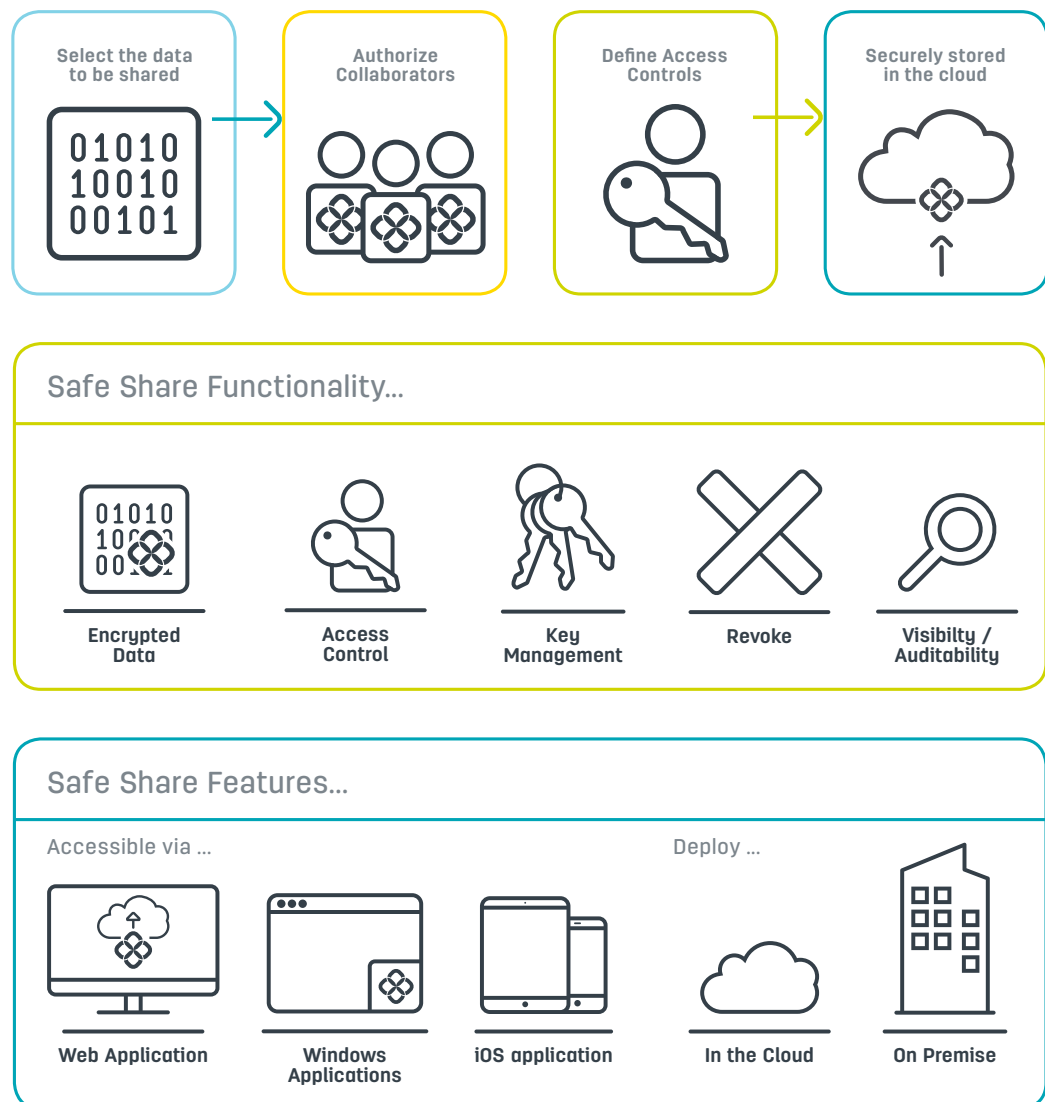 Select the data
to be shared
01010
10010
00101
Authorize
Collaborators
Define Access
Controls
Securely stored
in the cloud
Safe Share Functionality...
01010
10
00
Encrypted
Data
Access
Control
Key
Management
Revoke
Visibilty /
Auditability
Safe Share Features...
Accessible via ...
Web Application
Windows
Applications
iOS application
Deploy ...
In the Cloud
On Premise